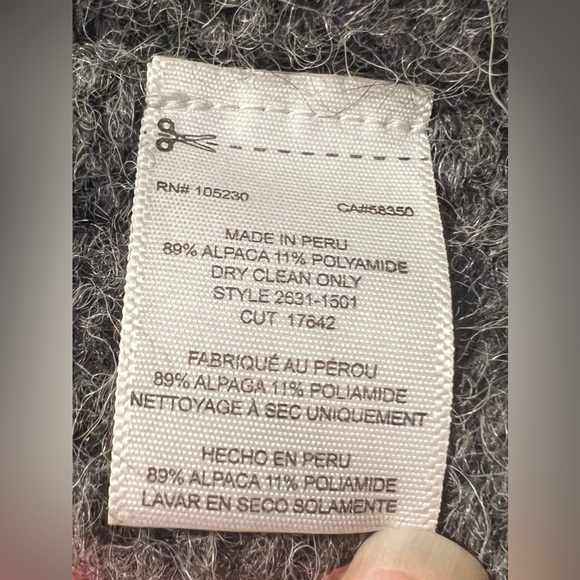 RN# 105230
CA#58350
MADE IN PERU
89% ALPACA 11% POLYAMIDE
DRY CLEAN ONLY
STYLE 2631-1501
CUT 17642
FABRIQUÉ AU PÉROU
89% ALPAGA 11% POLIAMIDE
NETTOYAGE À SEC UNIQUEMENT
HECHO EN PERU
89% ALPACA 11% POLIAMIDE
LAVAR EN SECO SOLAMENTE